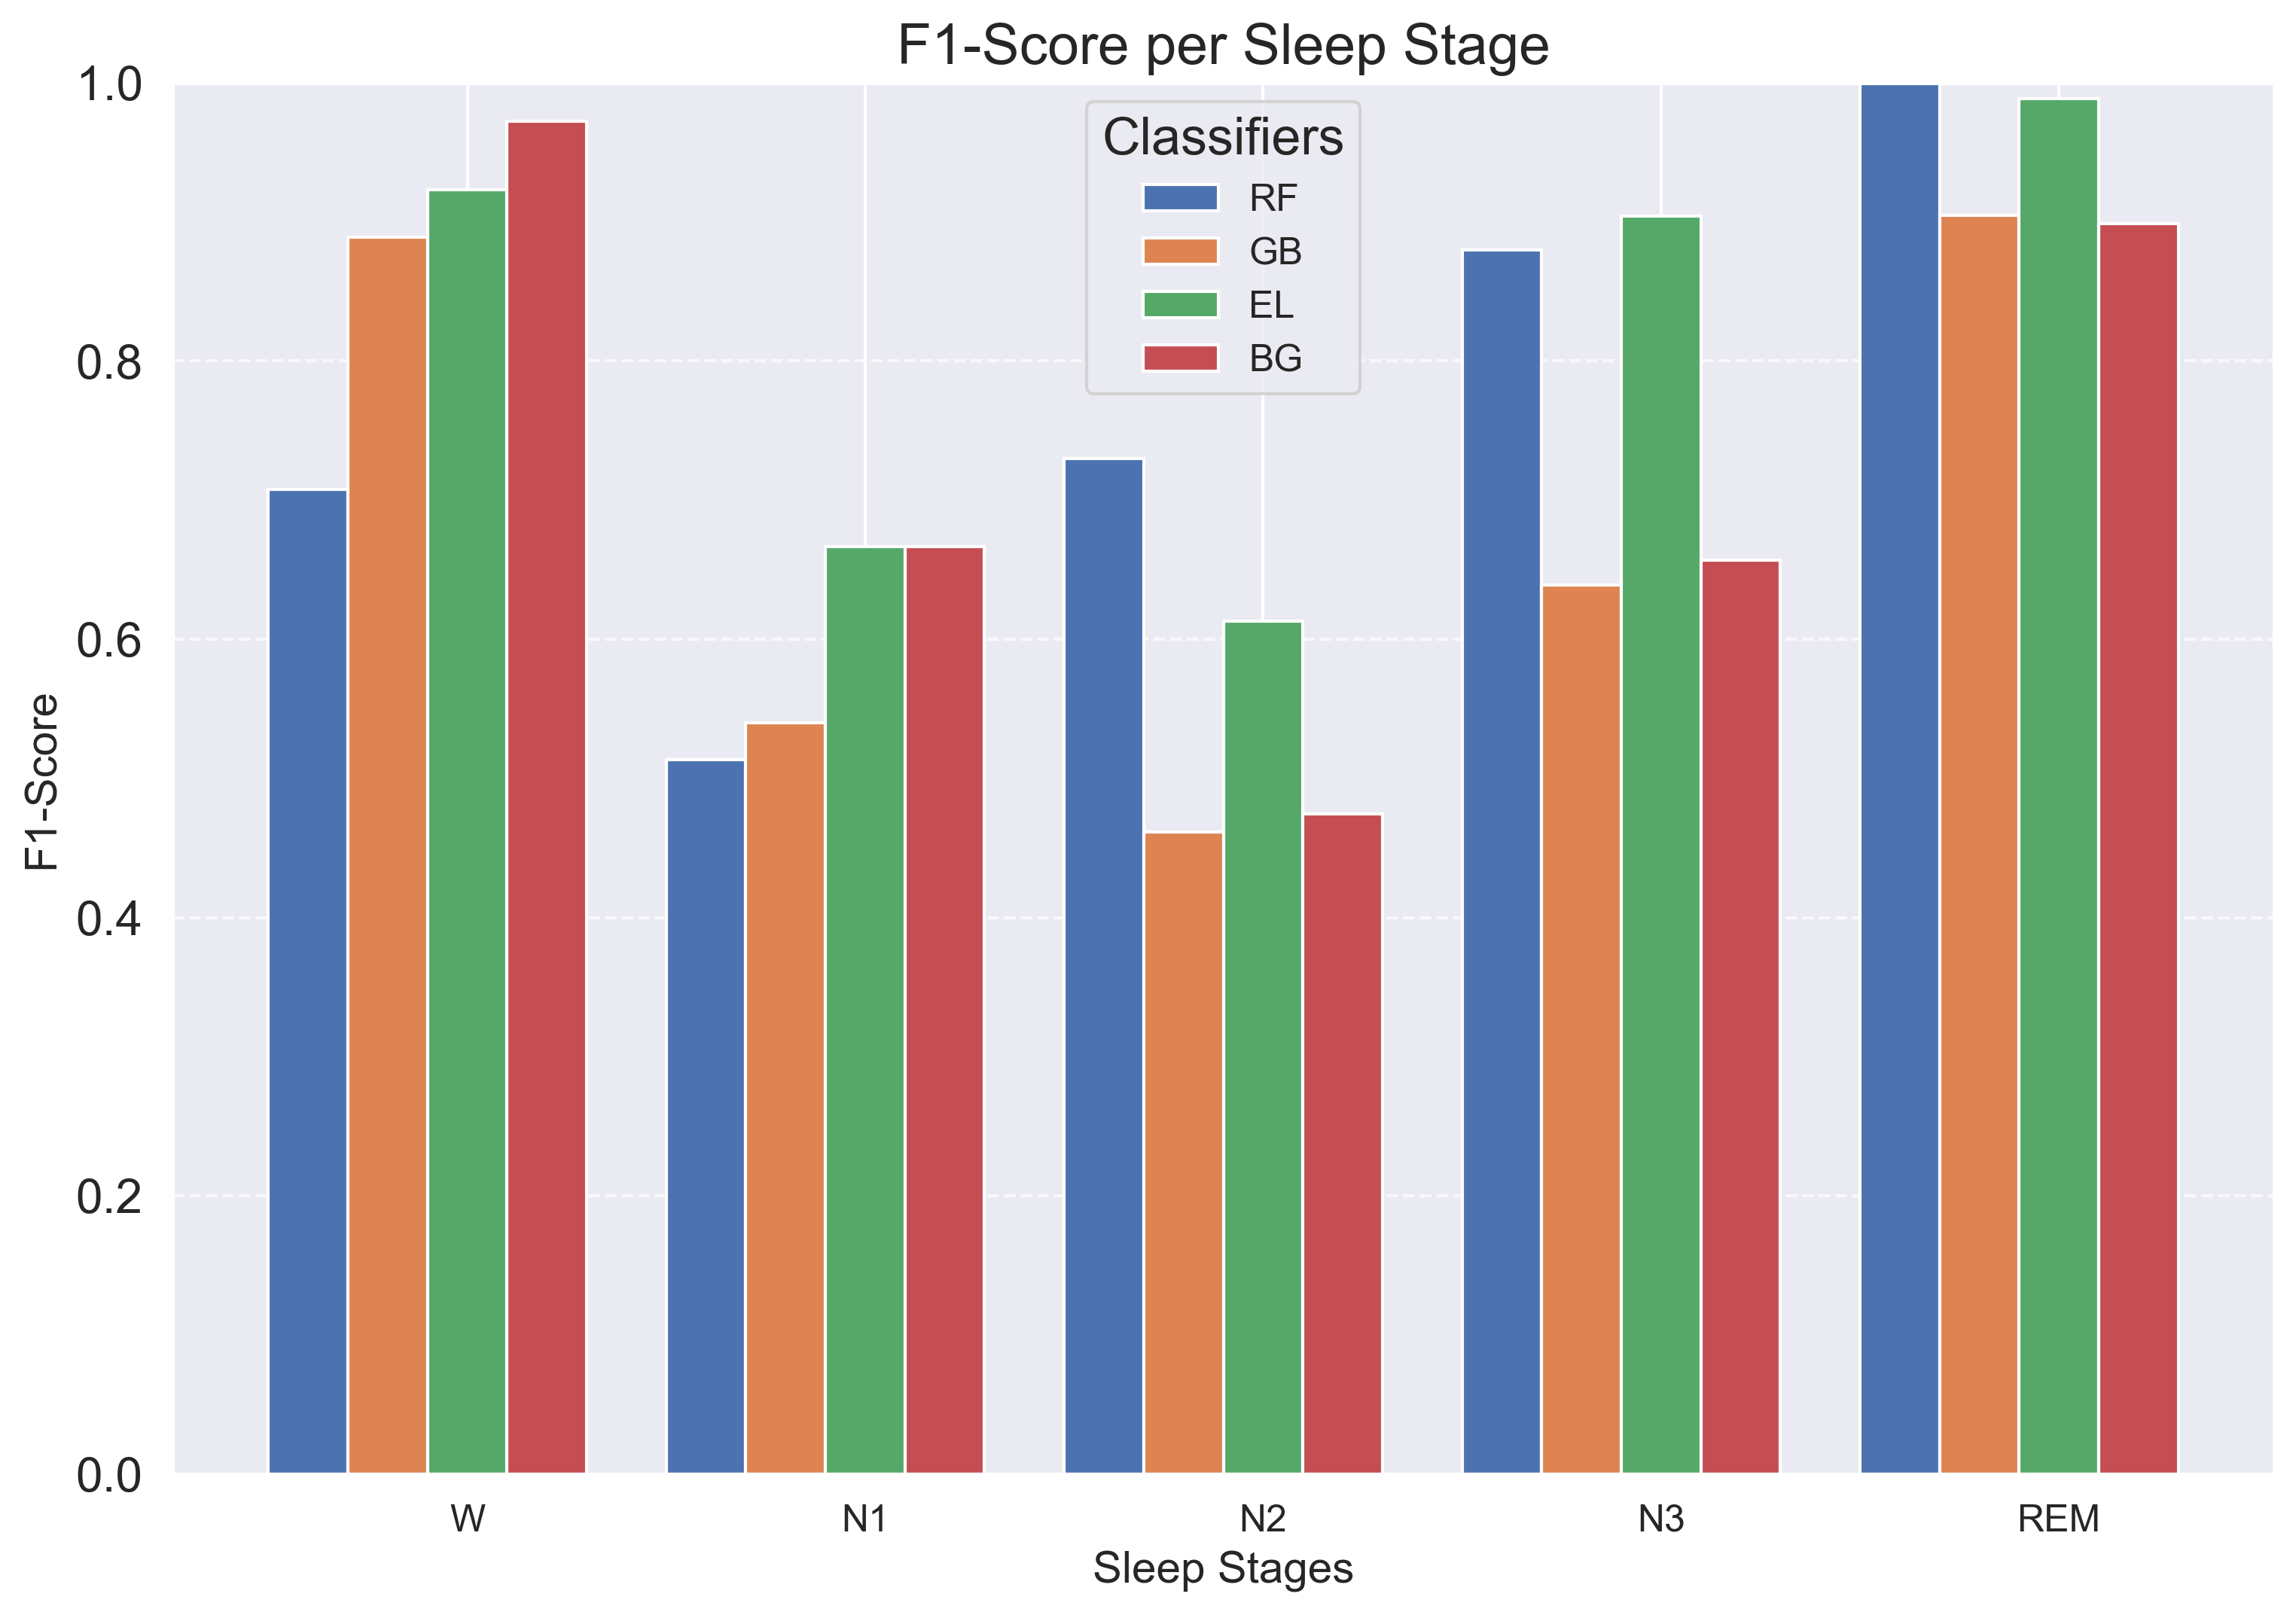 F1-Score per Sleep Stage
Classifiers
RF
GB
EL
BG
F1-Score
1.0
0.8
0.6
0.4
0.2
0.0
W N1 N2 N3 REM
Sleep Stages